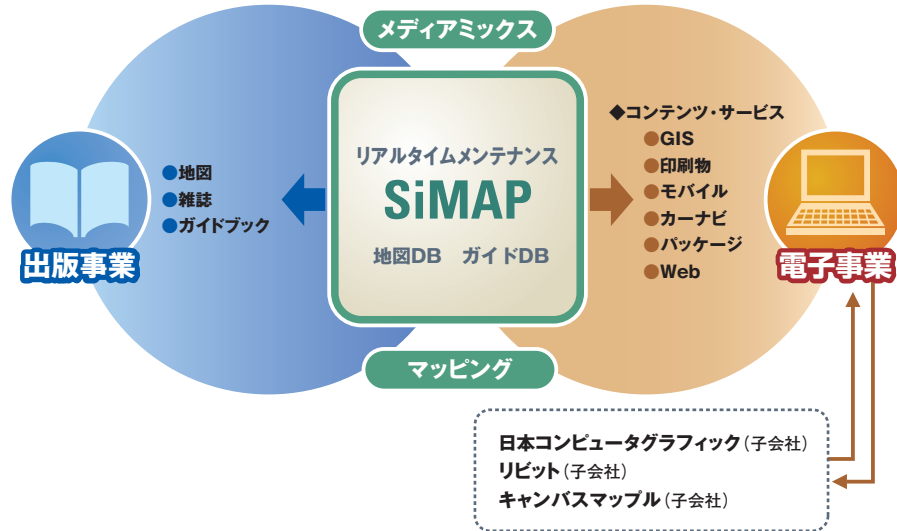 メディアミックス
リアルタイムメンテナンス
SiMAP
地図DB ガイドDB
マッピング
●地図
●雑誌
●ガイドブック
出版事業
◆コンテンツ・サービス
●GIS
●印刷物
●モバイル
●カーナビ
●パッケージ
●Web
電子事業
日本コンピュータグラフィック(子会社)
リビット(子会社)
キャンバスマップル(子会社)